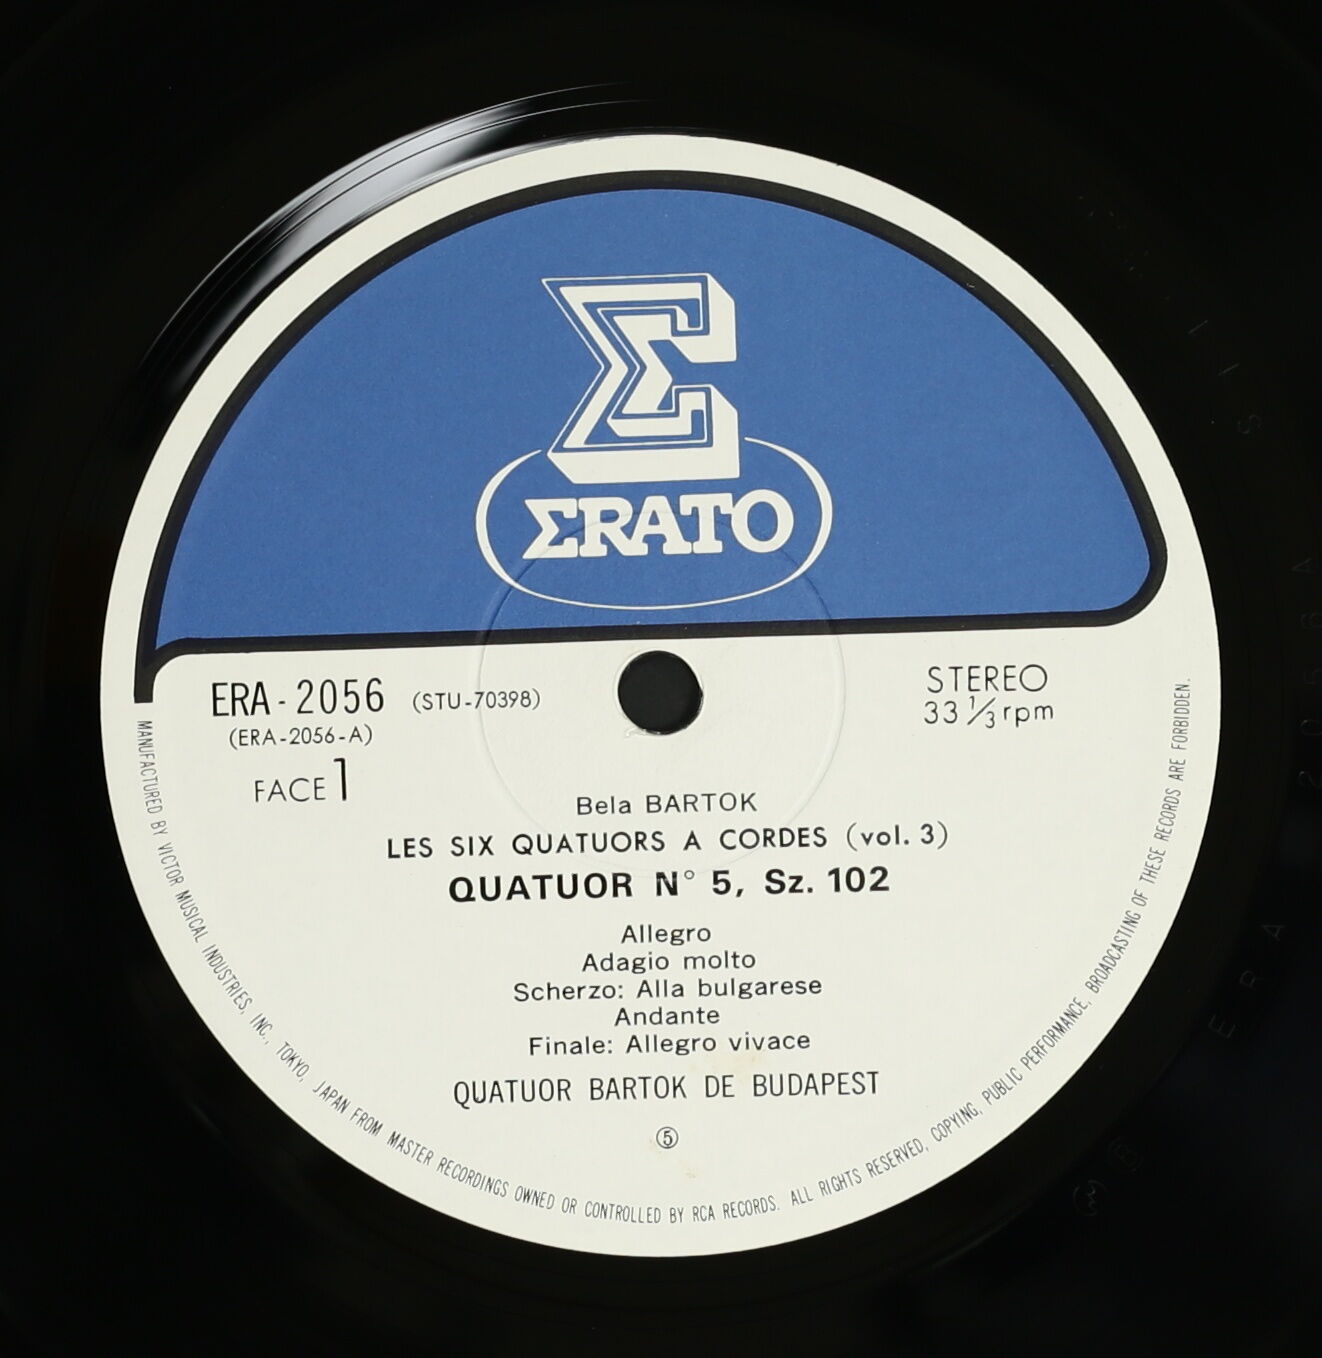 Σ
ΣRATO
ERA-2056 (STU-70398)
(ERA-2056-A)
FACE 1
STEREO
33 1/3 rpm
Bela BARTOK
LES SIX QUATUORS A CORDES (vol. 3)
QUATUOR N° 5, Sz. 102
Allegro
Adagio molto
Scherzo: Alla bulgarese
Andante
Finale: Allegro vivace
QUATUOR BARTOK DE BUDAPEST
⑤
MANUFACTURED BY VICTOR MUSICAL INDUSTRIES, INC., TOKYO, JAPAN FROM MASTER RECORDINGS OWNED OR CONTROLLED BY RCA RECORDS. ALL RIGHTS RESERVED, COPYING, PUBLIC PERFORMANCE, BROADCASTING OF THESE RECORDS ARE FORBIDDEN.